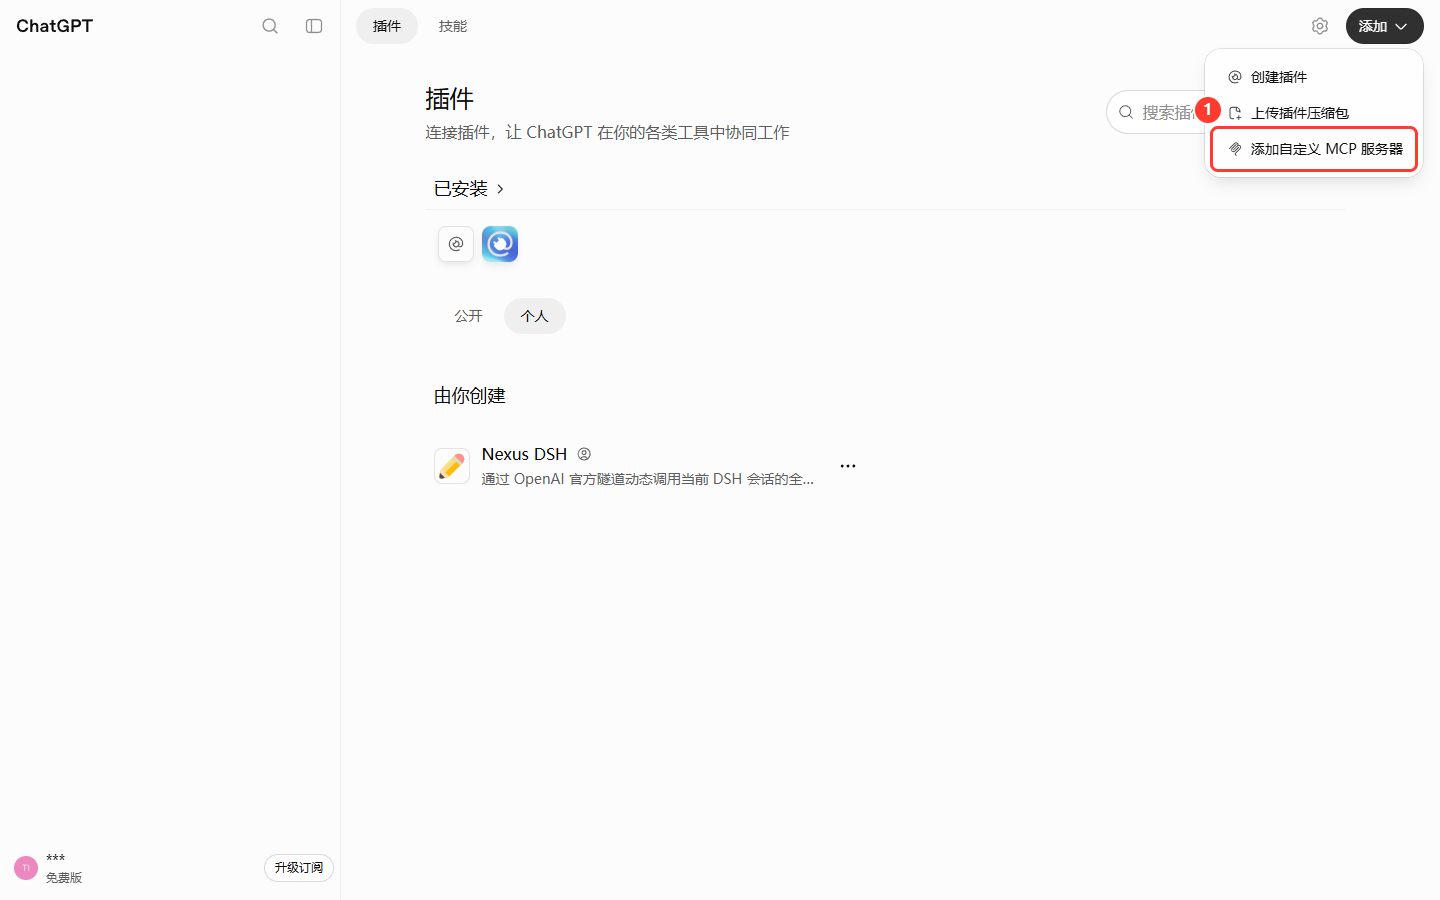 ChatGPT
插件
技能
添加
创建插件
上传插件压缩包
添加自定义 MCP 服务器
1
插件
连接插件，让 ChatGPT 在你的各类工具中协同工作
搜索插
已安装
公开
个人
由你创建
Nexus DSH
通过 OpenAI 官方隧道动态调用当前 DSH 会话的全...
TI
***
免费版
升级订阅